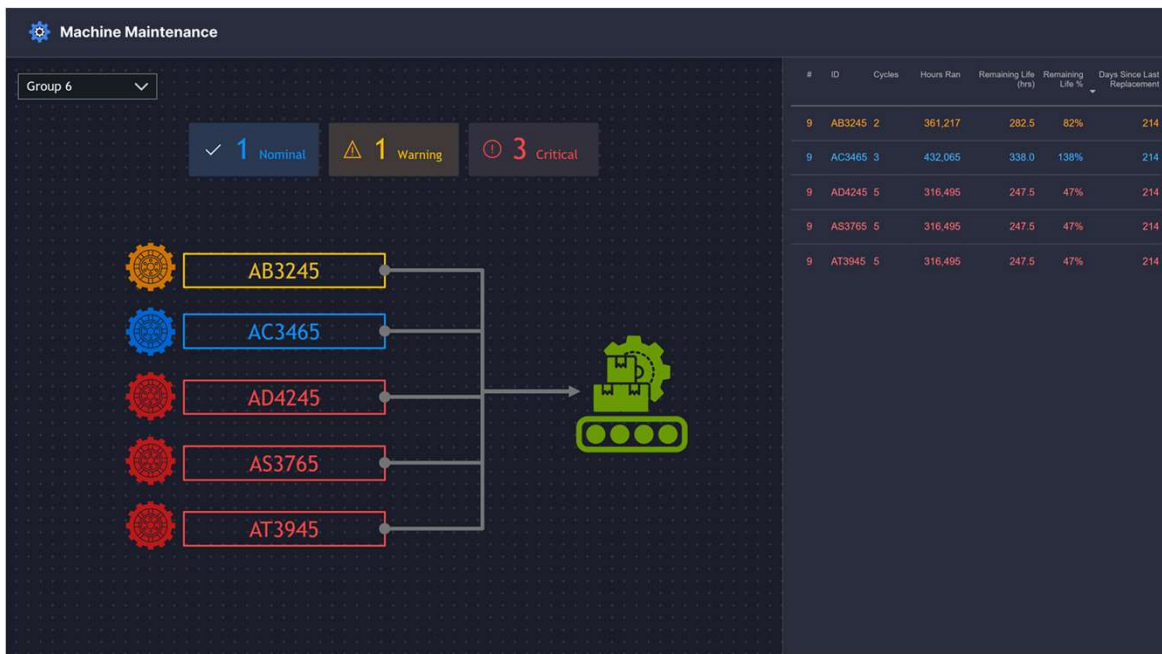 Machine Maintenance
Group 6
1 Nominal
1 Warning
3 Critical
AB3245
AC3465
AD4245
AS3765
AT3945
# ID Cycles Hours Ran Remaining Life (hrs) Remaining Life % Days Since Last Replacement
9 AB3245 2 361,217 282.5 82% 214
9 AC3465 3 432,065 338.0 138% 214
9 AD4245 5 316,495 247.5 47% 214
9 AS3765 5 316,495 247.5 47% 214
9 AT3945 5 316,495 247.5 47% 214